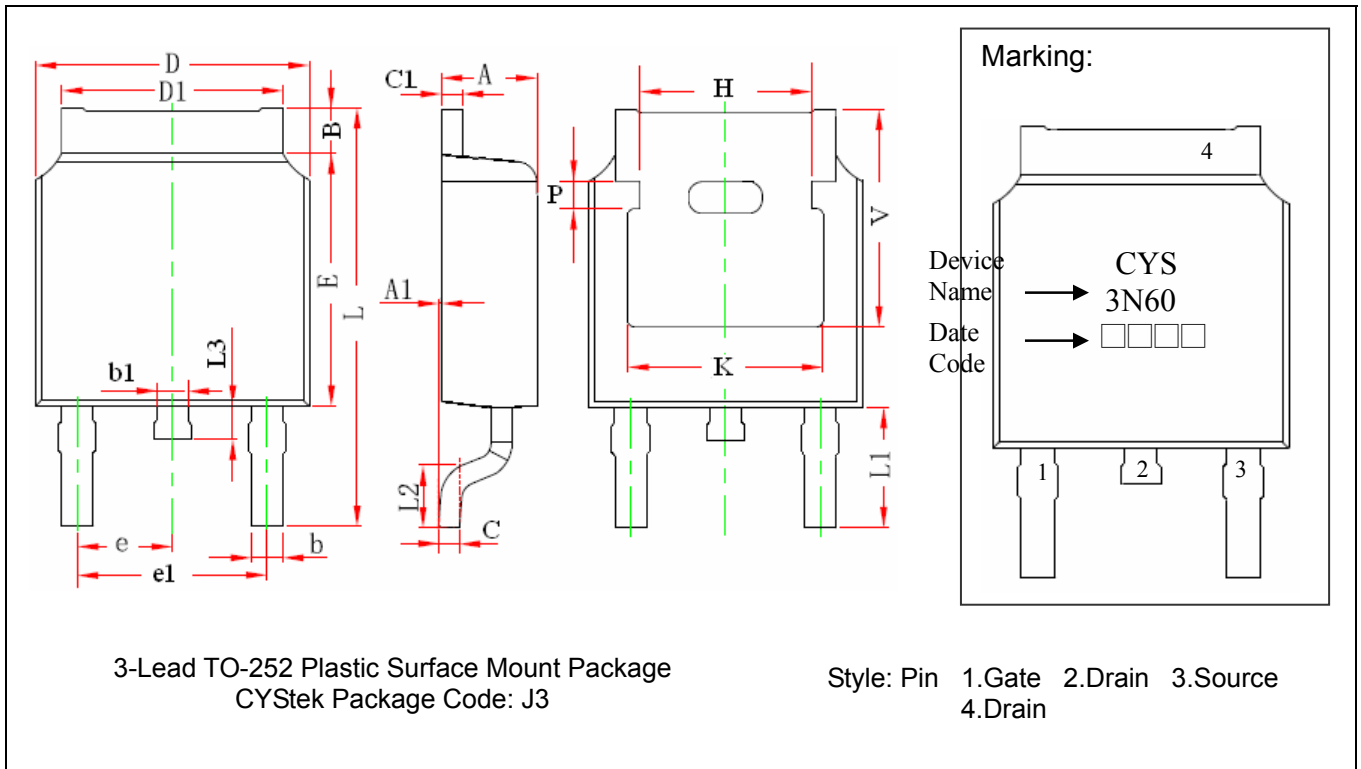 D
D1
B
E
L
L3
b1
e
e1
b
C1
A
A1
L2
C
H
P
V
K
L1
Marking:
4
Device
Name
CYS
3N60
Date
Code
□□□□
1
2
3
3-Lead TO-252 Plastic Surface Mount Package
CYStek Package Code: J3
Style: Pin 1.Gate 2.Drain 3.Source
4.Drain